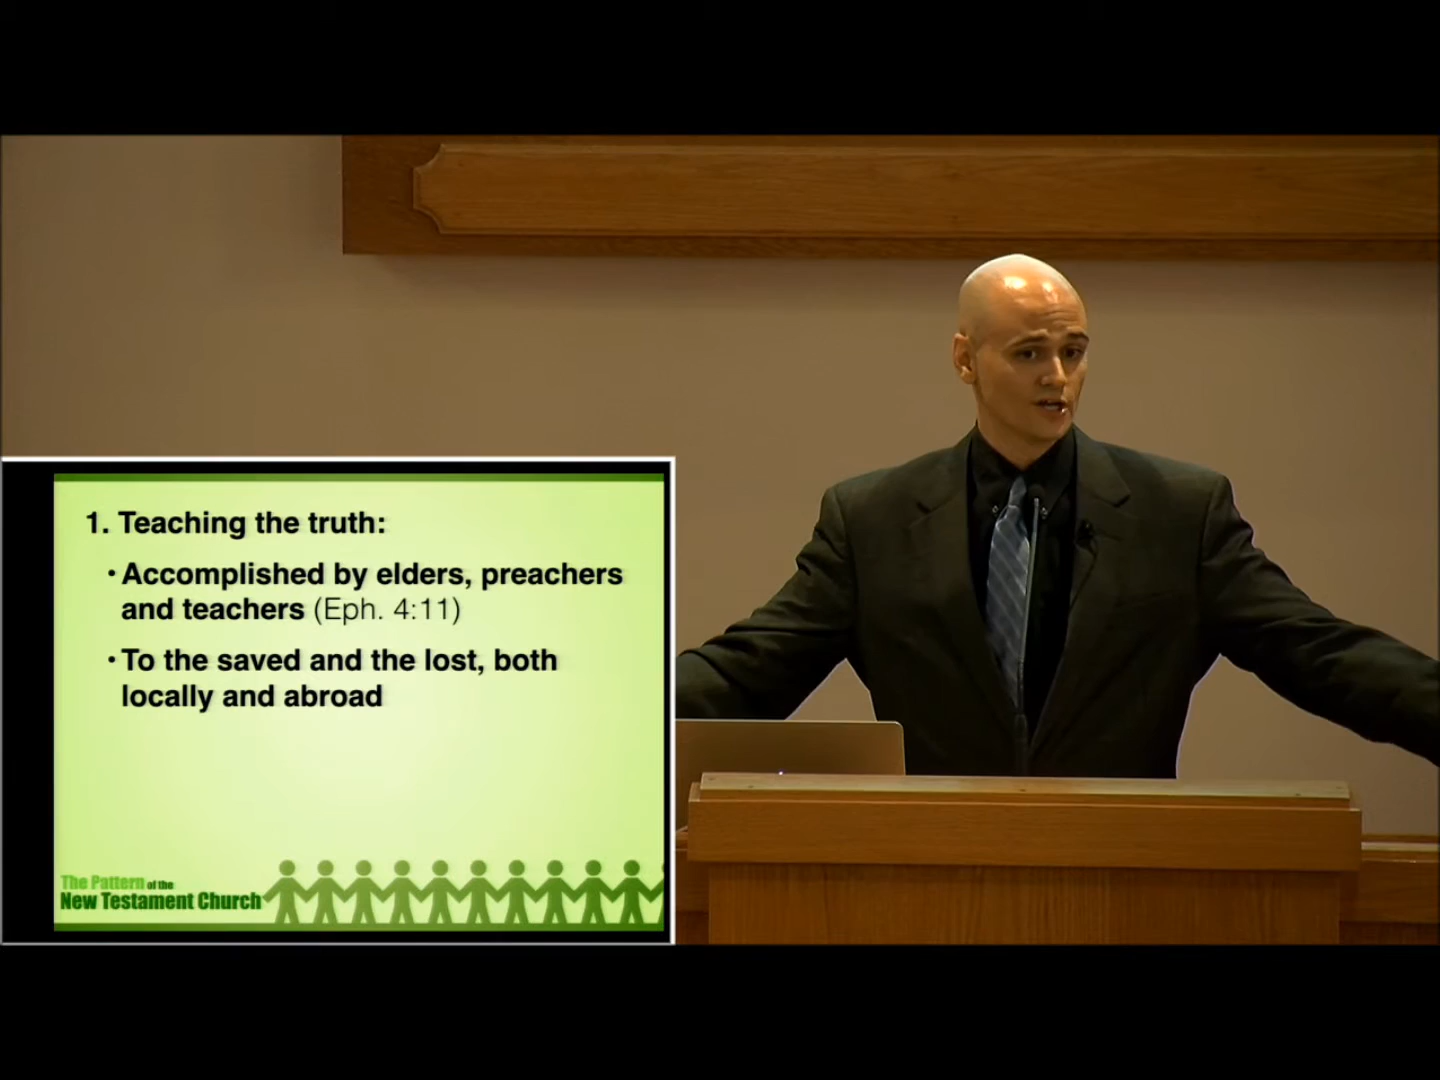 1. Teaching the truth:
• Accomplished by elders, preachers
and teachers (Eph. 4:11)
• To the saved and the lost, both
locally and abroad
The Pattern of the
New Testament Church